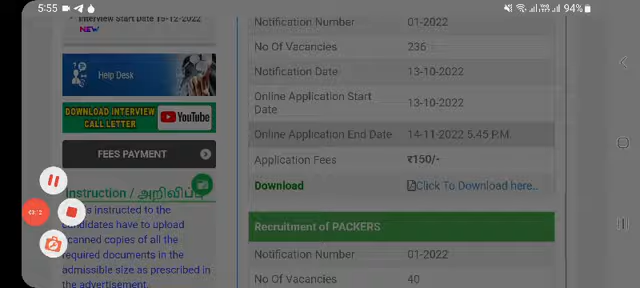 5:55
94%
Interview Start Date 15-12-2022
NEW
Help Desk
DOWNLOAD INTERVIEW
CALL LETTER
YouTube
FEES PAYMENT
Instruction / அறிவிப்பு
is instructed to the
candidates have to upload
scanned copies of all the
required documents in the
admissible size as prescribed in
the advertisement.
Notification Number 01-2022
No Of Vacancies 236
Notification Date 13-10-2022
Online Application Start
Date 13-10-2022
Online Application End Date 14-11-2022 5.45 P.M.
Application Fees ₹150/-
Download Click To Download here...
Recruitment of PACKERS
Notification Number 01-2022
No Of Vacancies 40